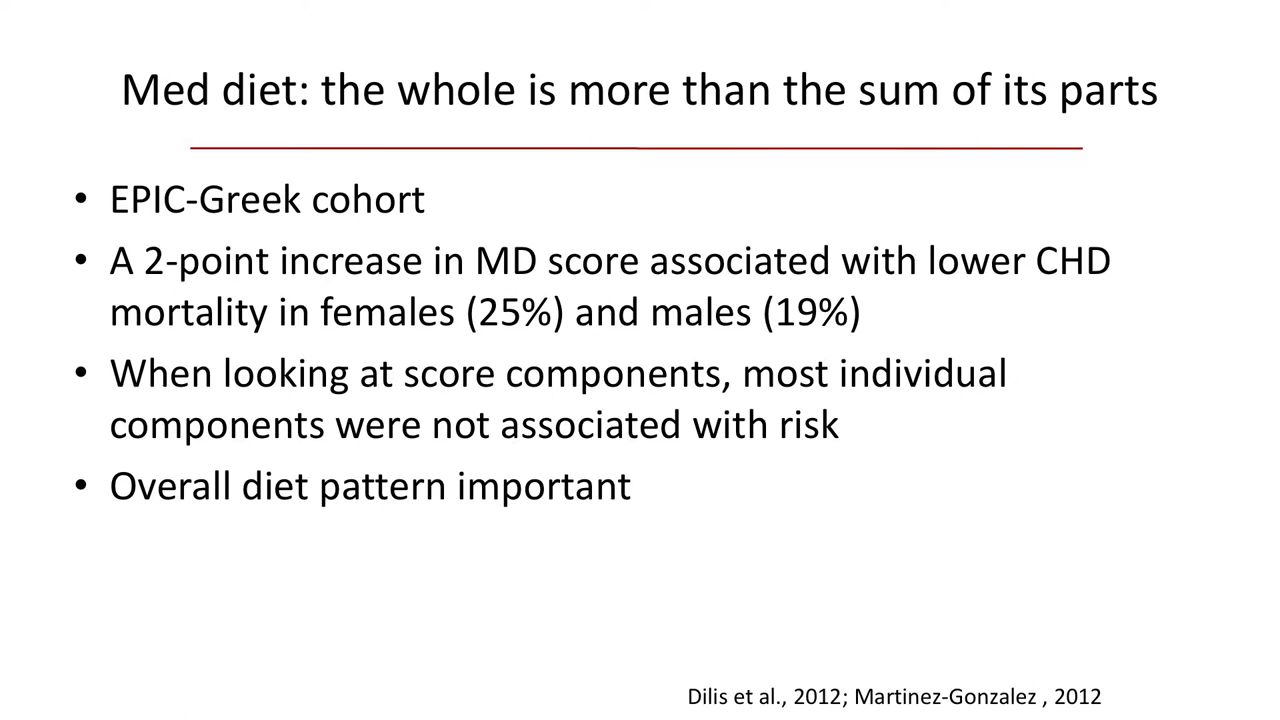 Med diet: the whole is more than the sum of its parts
• EPIC-Greek cohort
• A 2-point increase in MD score associated with lower CHD
mortality in females (25%) and males (19%)
• When looking at score components, most individual
components were not associated with risk
• Overall diet pattern important
Dilis et al., 2012; Martinez-Gonzalez , 2012